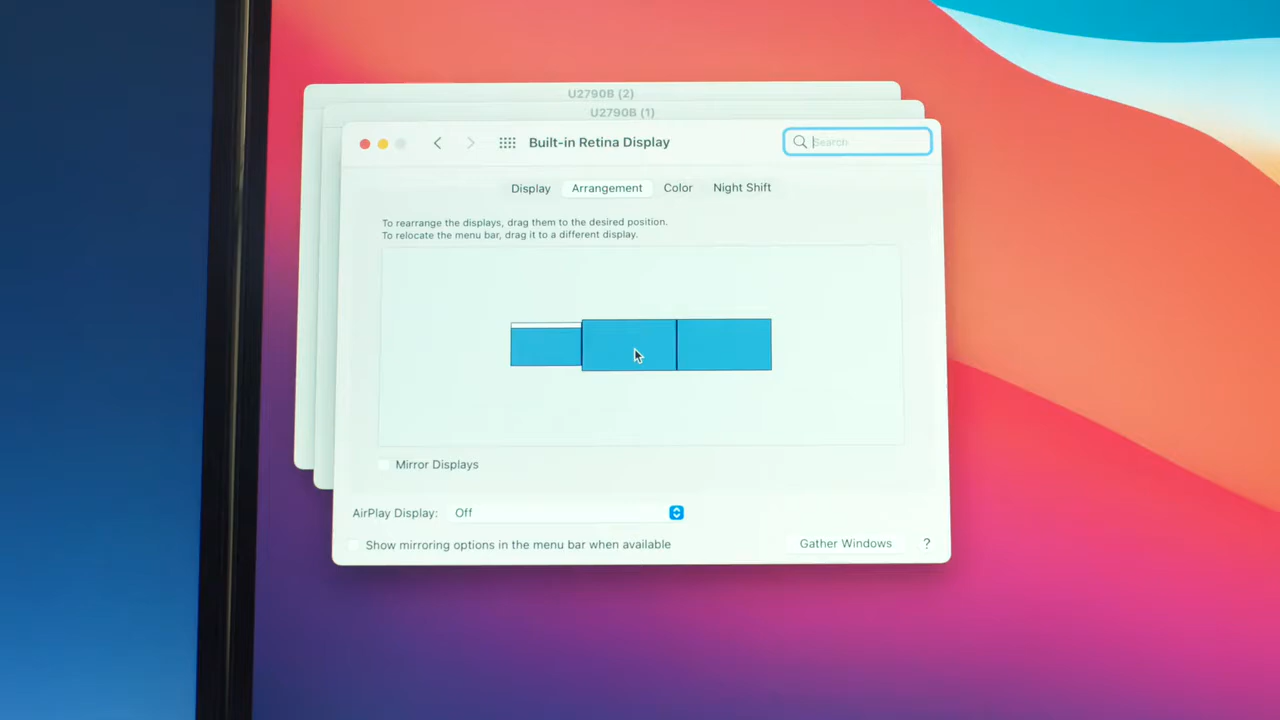 U2790B (2)
U2790B (1)
Built-in Retina Display
Search
Display Arrangement Color Night Shift
To rearrange the displays, drag them to the desired position.
To relocate the menu bar, drag it to a different display.
Mirror Displays
AirPlay Display: Off
Show mirroring options in the menu bar when available
Gather Windows ?